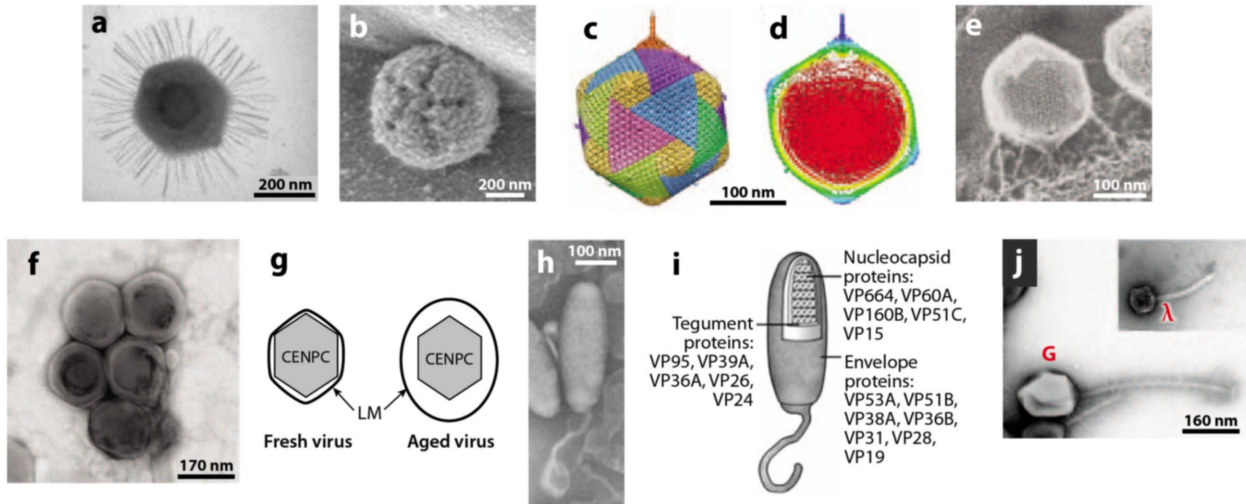 a
200 nm
b
200 nm
c
100 nm
d
e
100 nm
f
170 nm
g
CENPC
CENPC
LM
Fresh virus
Aged virus
h
100 nm
i
Nucleocapsid
proteins:
VP664, VP60A,
VP160B, VP51C,
VP15
Tegument
proteins:
VP95, VP39A,
VP36A, VP26,
VP24
Envelope
proteins:
VP53A, VP51B,
VP38A, VP36B,
VP31, VP28,
VP19
j
λ
G
160 nm